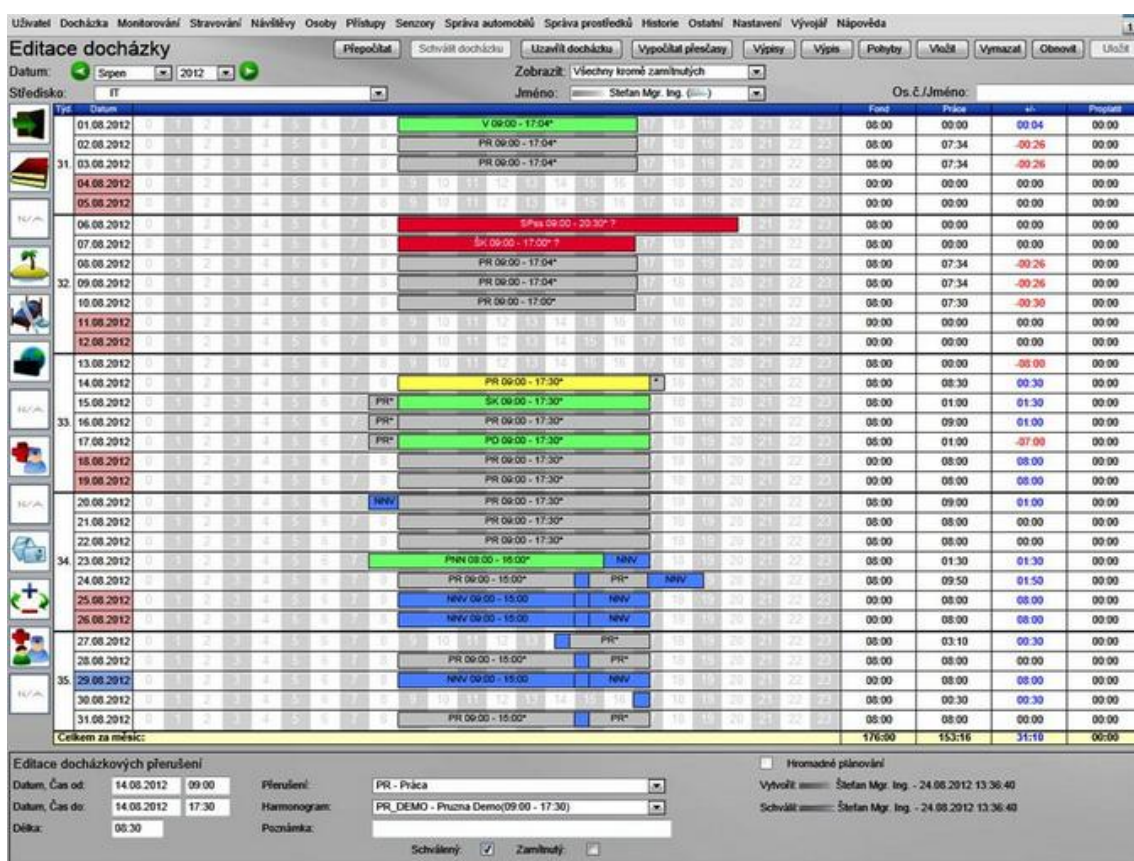 Uživatel Docházka Monitorování Stravování Návštěvy Osoby Přístupy Senzory Správa automobilů Správa prostředků Historie Ostatní Nastavení Vývojář Nápověda
Editace docházky Přepočítat Schválit docházku Uzavřít docházku Vypočítat přesčasy Výpisy Výpis Pohyby Vložit Vymazat Obnovit Uložit
Datum: Srpen 2012 Zobrazit: Všechny kromě zamítnutých
Středisko: IT Jméno: Stefan Mgr. Ing. Os.č./Jméno:
Týd. Datum Fond Práce +/- Proplatit
01.08.2012 V 09:00 - 17:04* 08:00 00:00 00:04 00:00
02.08.2012 PR 09:00 - 17:04* 08:00 07:34 -00:26 00:00
31. 03.08.2012 PR 09:00 - 17:04* 08:00 07:34 -00:26 00:00
04.08.2012 00:00 00:00 00:00 00:00
05.08.2012 00:00 00:00 00:00 00:00
06.08.2012 SPss 09:00 - 20:30* ? 08:00 00:00 00:00 00:00
07.08.2012 ŠK 09:00 - 17:00* ? 08:00 00:00 00:00 00:00
08.08.2012 PR 09:00 - 17:04* 08:00 07:34 -00:26 00:00
32. 09.08.2012 PR 09:00 - 17:04* 08:00 07:34 -00:26 00:00
10.08.2012 PR 09:00 - 17:00* 08:00 07:30 -00:30 00:00
11.08.2012 00:00 00:00 00:00 00:00
12.08.2012 00:00 00:00 00:00 00:00
13.08.2012 08:00 00:00 -08:00 00:00
14.08.2012 PR 09:00 - 17:30* * 08:00 08:30 00:30 00:00
15.08.2012 PR* ŠK 09:00 - 17:30* 08:00 01:00 01:30 00:00
33. 16.08.2012 PR* PR 09:00 - 17:30* 08:00 09:00 01:00 00:00
17.08.2012 PR* PD 09:00 - 17:30* 08:00 01:00 -07:00 00:00
18.08.2012 PR 09:00 - 17:30* 00:00 08:00 08:00 00:00
19.08.2012 PR 09:00 - 17:30* 00:00 08:00 08:00 00:00
20.08.2012 NNV PR 09:00 - 17:30* 08:00 09:00 01:00 00:00
21.08.2012 PR 09:00 - 17:30* 08:00 08:00 00:00 00:00
22.08.2012 PR 09:00 - 17:30* 08:00 08:00 00:00 00:00
34. 23.08.2012 PNN 08:00 - 16:00* NNV 08:00 01:30 01:30 00:00
24.08.2012 PR 09:00 - 15:00* PR* NNV 08:00 09:50 01:50 00:00
25.08.2012 NNV 09:00 - 15:00 NNV 00:00 08:00 08:00 00:00
26.08.2012 NNV 09:00 - 15:00 NNV 00:00 08:00 08:00 00:00
27.08.2012 PR* 08:00 03:10 00:30 00:00
28.08.2012 PR 09:00 - 15:00* PR* 08:00 08:00 00:00 00:00
35. 29.08.2012 NNV 09:00 - 15:00 NNV 00:00 08:00 08:00 00:00
30.08.2012 08:00 00:30 00:30 00:00
31.08.2012 PR 09:00 - 15:00* PR* 08:00 08:00 00:00 00:00
Celkem za měsíc: 176:00 153:16 31:10 00:00
Editace docházkových přerušení Hromadné plánování
Datum, Čas od: 14.08.2012 09:00 Přerušení: PR - Práca Vytvořil: Štefan Mgr. Ing. - 24.08.2012 13:36:40
Datum, Čas do: 14.08.2012 17:30 Harmonogram: PR_DEMO - Pruzna Demo(09:00 - 17:30) Schválil: Štefan Mgr. Ing. - 24.08.2012 13:36:40
Délka: 08:30 Poznámka:
Schválený: Zamítnutý: